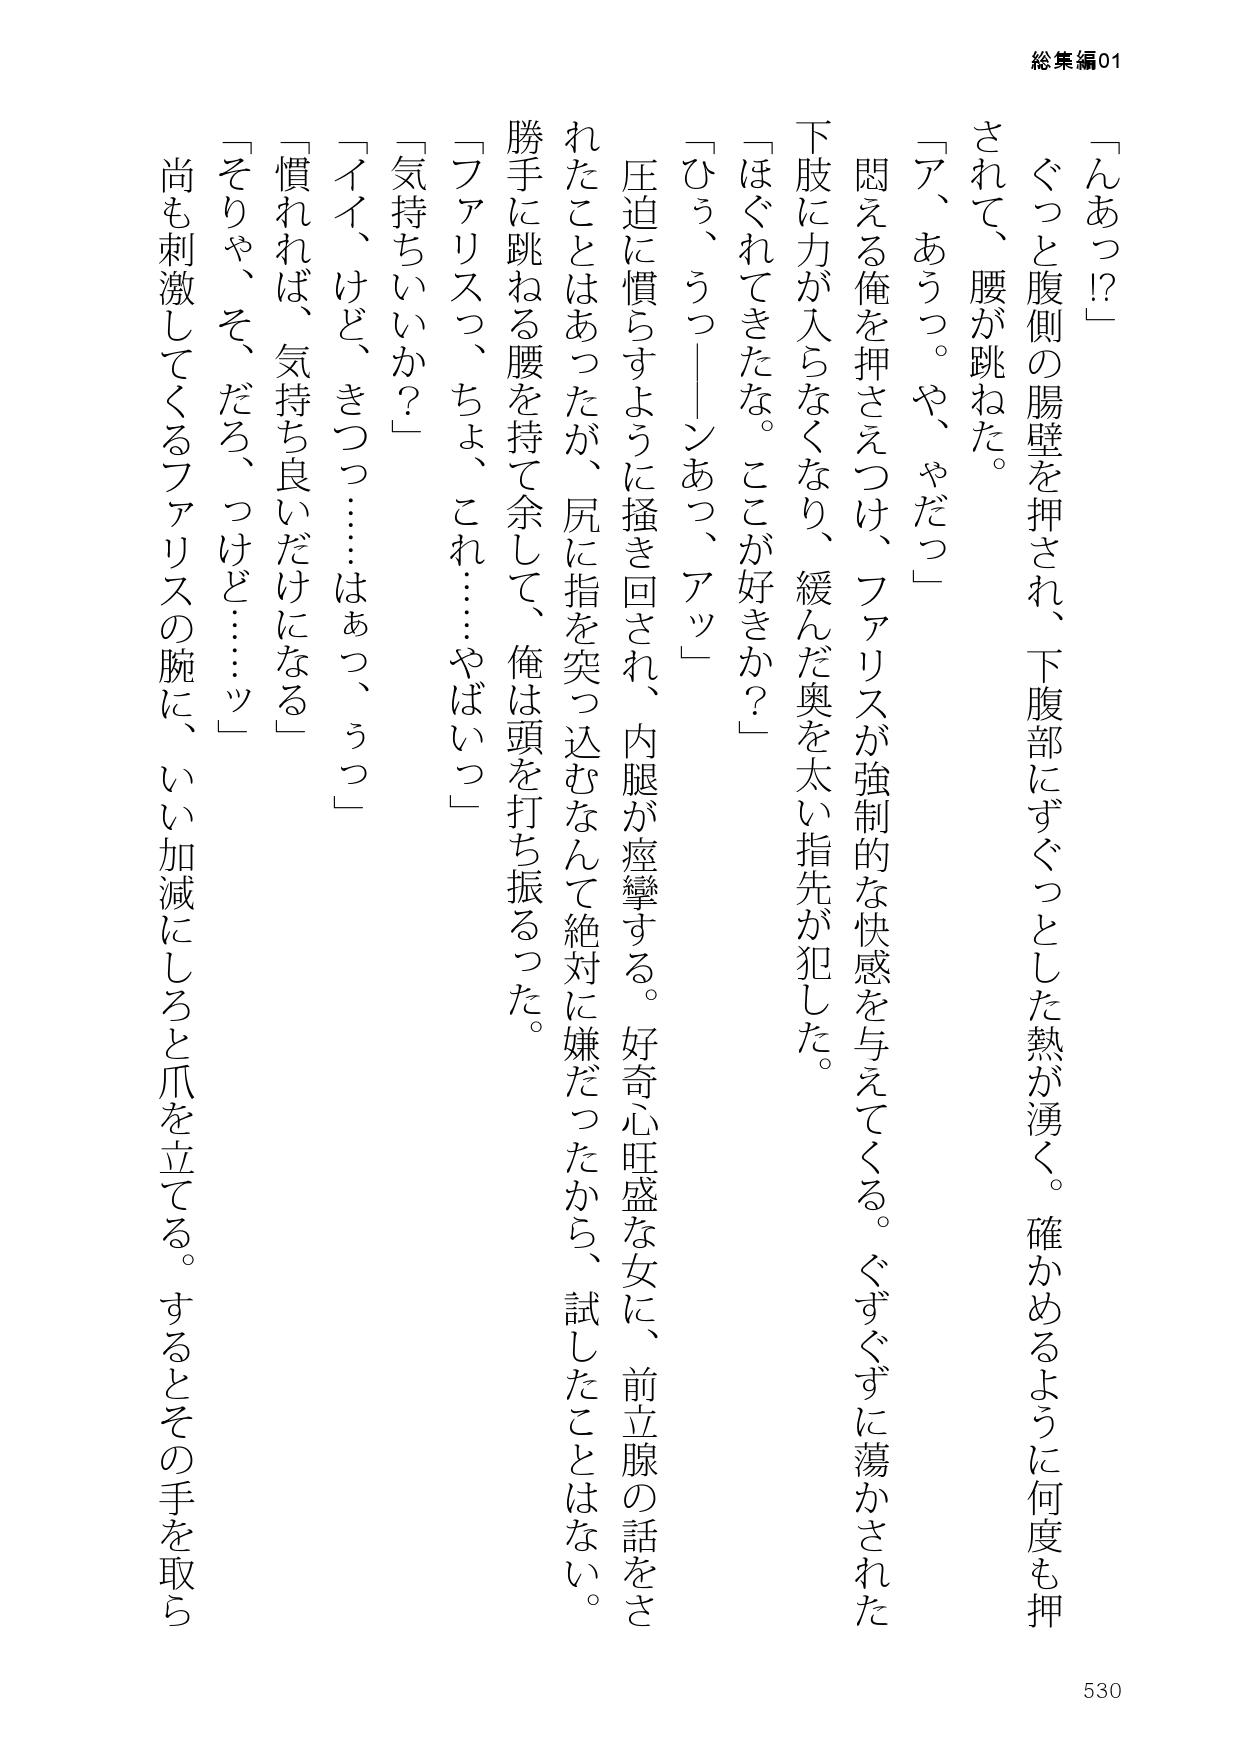 総集編01
「んあっ!?」
　ぐっと腹側の腸壁を押され、下腹部にずぐっとした熱が湧く。確かめるように何度も押
されて、腰が跳ねた。
「ア、あうっ。や、ゃだっ」
　悶える俺を押さえつけ、ファリスが強制的な快感を与えてくる。ぐずぐずに蕩かされた
下肢に力が入らなくなり、緩んだ奥を太い指先が犯した。
「ほぐれてきたな。ここが好きか？」
「ひぅ、うっ――ンあっ、アッ」
　圧迫に慣らすように掻き回され、内腿が痙攣する。好奇心旺盛な女に、前立腺の話をさ
れたことはあったが、尻に指を突っ込むなんて絶対に嫌だったから、試したことはない。
勝手に跳ねる腰を持て余して、俺は頭を打ち振るった。
「ファリスっ、ちょ、これ……やばいっ」
「気持ちいいか？」
「イイ、けど、きつっ……はぁっ、ぅっ」
「慣れれば、気持ち良いだけになる」
「そりゃ、そ、だろ、っけど……ッ」
　尚も刺激してくるファリスの腕に、いい加減にしろと爪を立てる。するとその手を取ら
530